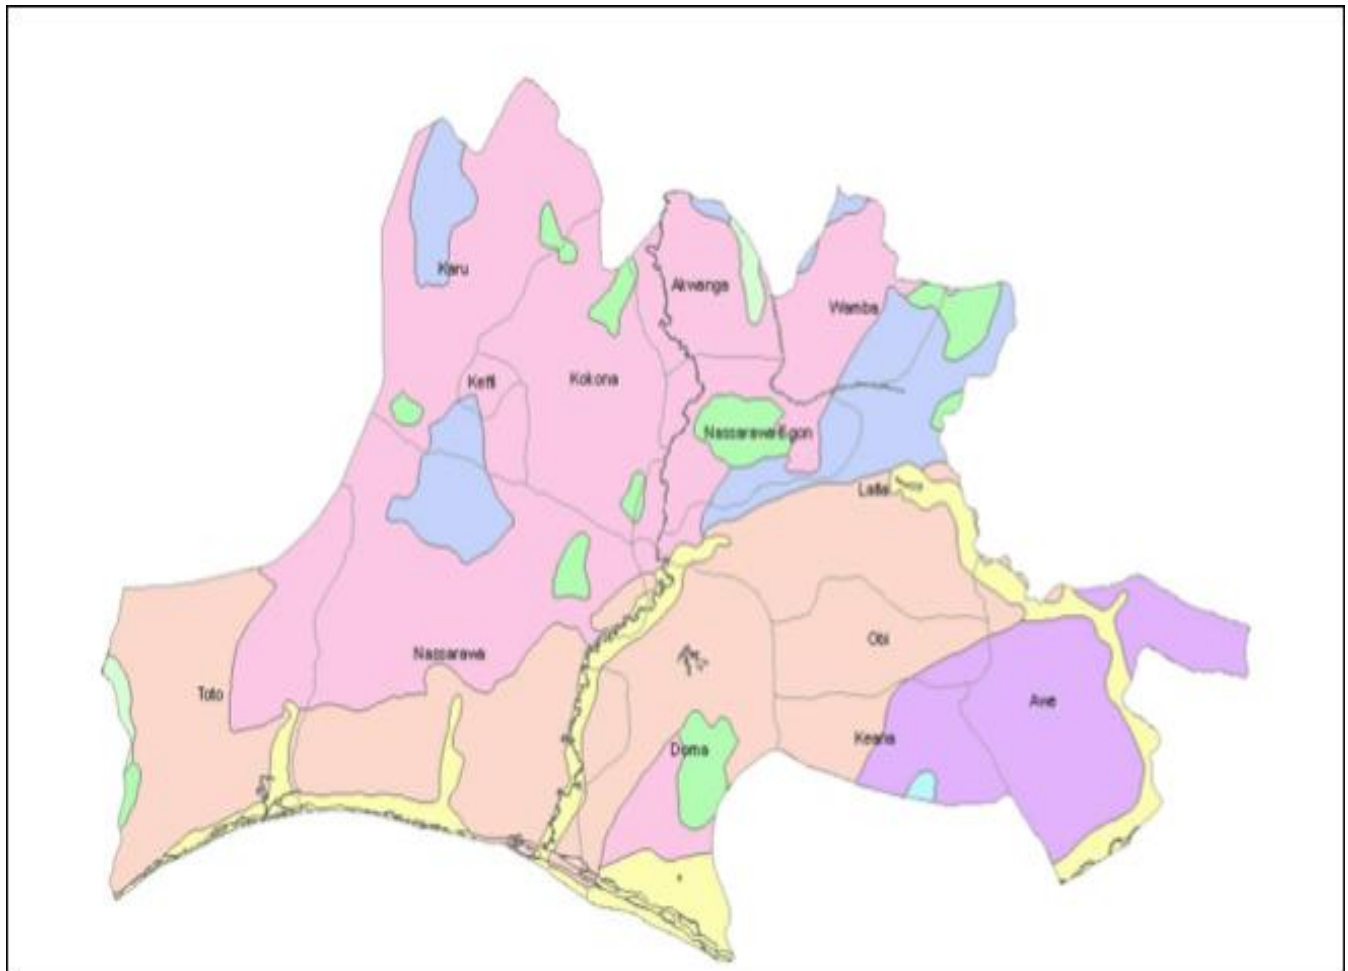 Karu
Akwanga
Wamba
Keffi
Kokona
Nassarawa-Egon
Lafia
Obi
Nassarawa
Toto
Awe
Keana
Doma